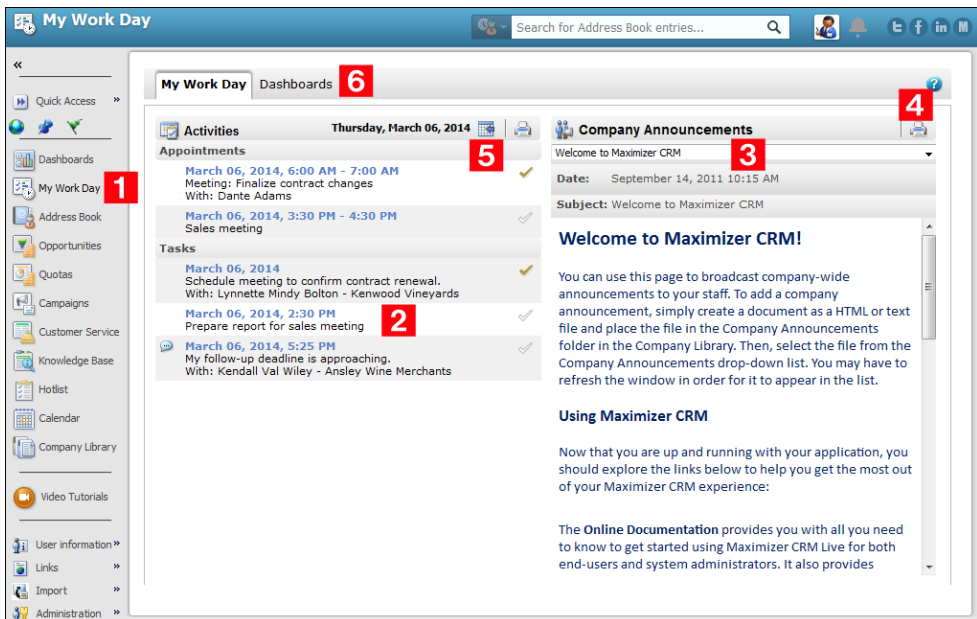 My Work Day
Search for Address Book entries...
«
Quick Access »
Dashboards
My Work Day 1
Address Book
Opportunities
Quotas
Campaigns
Customer Service
Knowledge Base
Hotlist
Calendar
Company Library
Video Tutorials
User information »
Links »
Import »
Administration »
My Work Day Dashboards 6
Activities Thursday, March 06, 2014
5
Appointments
March 06, 2014, 6:00 AM - 7:00 AM
Meeting: Finalize contract changes
With: Dante Adams
March 06, 2014, 3:30 PM - 4:30 PM
Sales meeting
Tasks
March 06, 2014
Schedule meeting to confirm contract renewal.
With: Lynnette Mindy Bolton - Kenwood Vineyards
March 06, 2014, 2:30 PM
Prepare report for sales meeting 2
March 06, 2014, 5:25 PM
My follow-up deadline is approaching.
With: Kendall Val Wiley - Ansley Wine Merchants
?
4
Company Announcements
Welcome to Maximizer CRM 3
Date: September 14, 2011 10:15 AM
Subject: Welcome to Maximizer CRM
Welcome to Maximizer CRM!
You can use this page to broadcast company-wide
announcements to your staff. To add a company
announcement, simply create a document as a HTML or text
file and place the file in the Company Announcements
folder in the Company Library. Then, select the file from the
Company Announcements drop-down list. You may have to
refresh the window in order for it to appear in the list.
Using Maximizer CRM
Now that you are up and running with your application, you
should explore the links below to help you get the most out
of your Maximizer CRM experience:
The Online Documentation provides you with all you need
to know to get started using Maximizer CRM Live for both
end-users and system administrators. It also provides